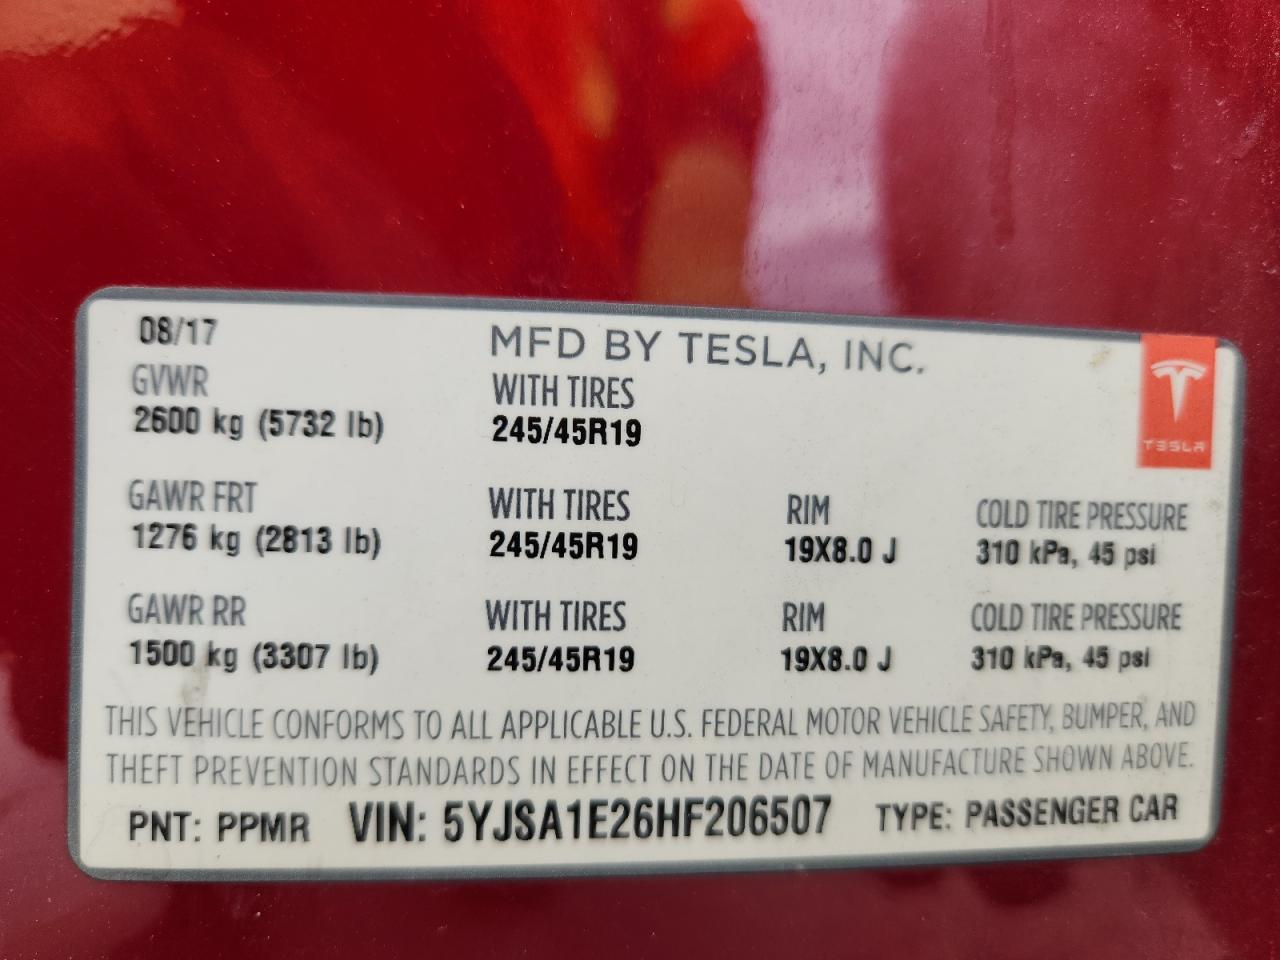 08/17
MFD BY TESLA, INC.
GVWR
WITH TIRES
2600 kg (5732 lb)
245/45R19
TESLA
GAWR FRT
WITH TIRES
RIM
COLD TIRE PRESSURE
1276 kg (2813 lb)
245/45R19
19X8.0 J
310 kPa, 45 psi
GAWR RR
WITH TIRES
RIM
COLD TIRE PRESSURE
1500 kg (3307 lb)
245/45R19
19X8.0 J
310 kPa, 45 psi
THIS VEHICLE CONFORMS TO ALL APPLICABLE U.S. FEDERAL MOTOR VEHICLE SAFETY, BUMPER, AND
THEFT PREVENTION STANDARDS IN EFFECT ON THE DATE OF MANUFACTURE SHOWN ABOVE.
PNT: PPMR VIN: 5YJSA1E26HF206507 TYPE: PASSENGER CAR